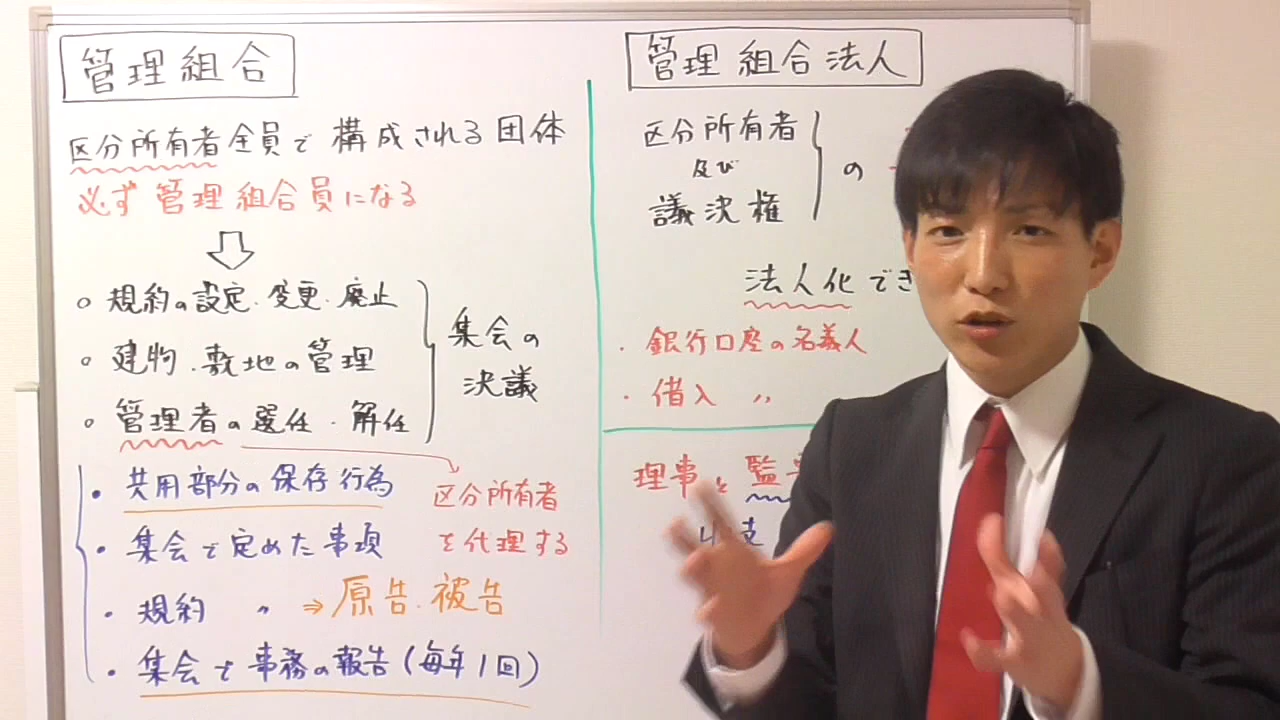 管理組合
区分所有者全員で構成される団体
必ず管理組合員になる
。規約の設定・変更・廃止
。建物・敷地の管理
。管理者の選任・解任
集会の
決議
・共用部分の保存行為
・集会で定めた事項
・規約 〃 ⇒原告・被告
・集会で事務の報告(毎年1回)
区分所有者
を代理する
管理組合法人
区分所有者
及び
議決権
の
法人化でき
・銀行口座の名義人
・借入 〃
理事と監